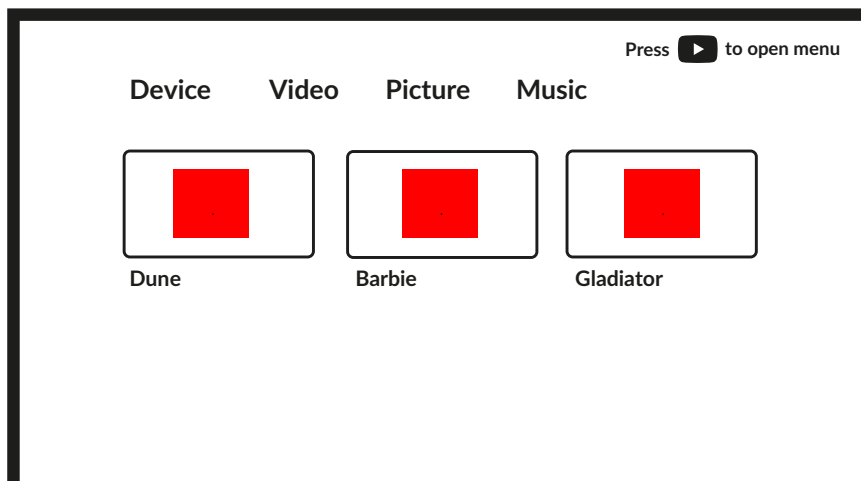 Press to open menu
Device Video Picture Music
Dune Barbie Gladiator